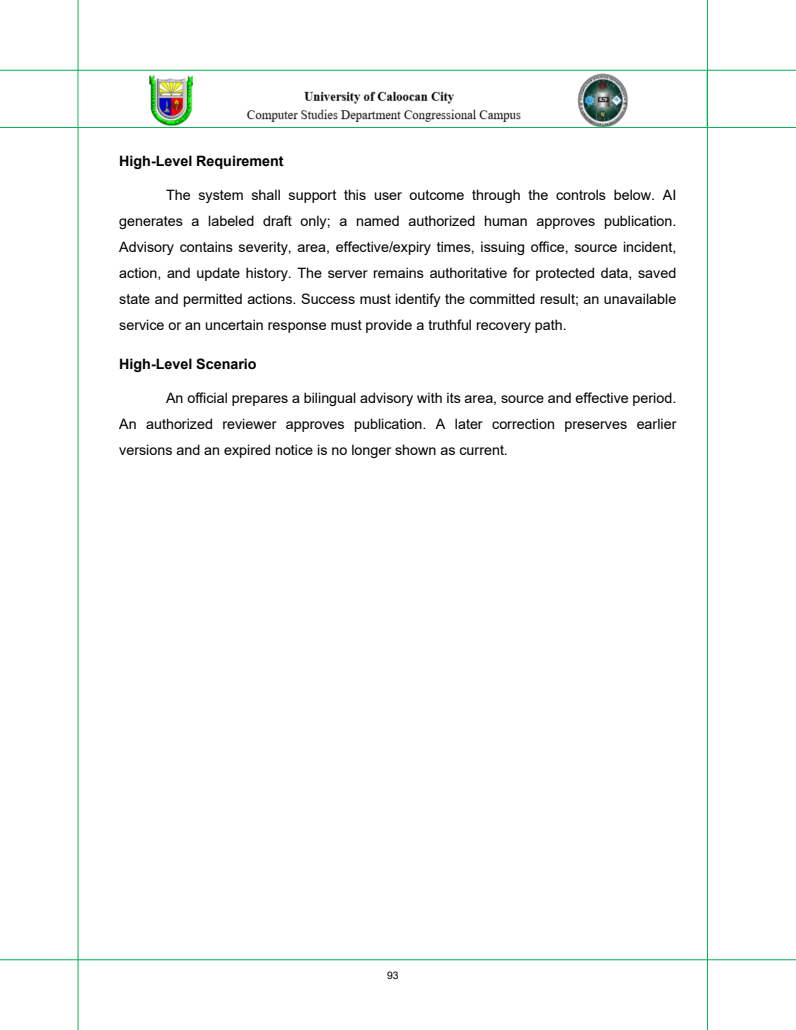 University of Caloocan City
Computer Studies Department Congressional Campus
High-Level Requirement
The system shall support this user outcome through the controls below. AI
generates a labeled draft only; a named authorized human approves publication.
Advisory contains severity, area, effective/expiry times, issuing office, source incident,
action, and update history. The server remains authoritative for protected data, saved
state and permitted actions. Success must identify the committed result; an unavailable
service or an uncertain response must provide a truthful recovery path.
High-Level Scenario
An official prepares a bilingual advisory with its area, source and effective period.
An authorized reviewer approves publication. A later correction preserves earlier
versions and an expired notice is no longer shown as current.
93